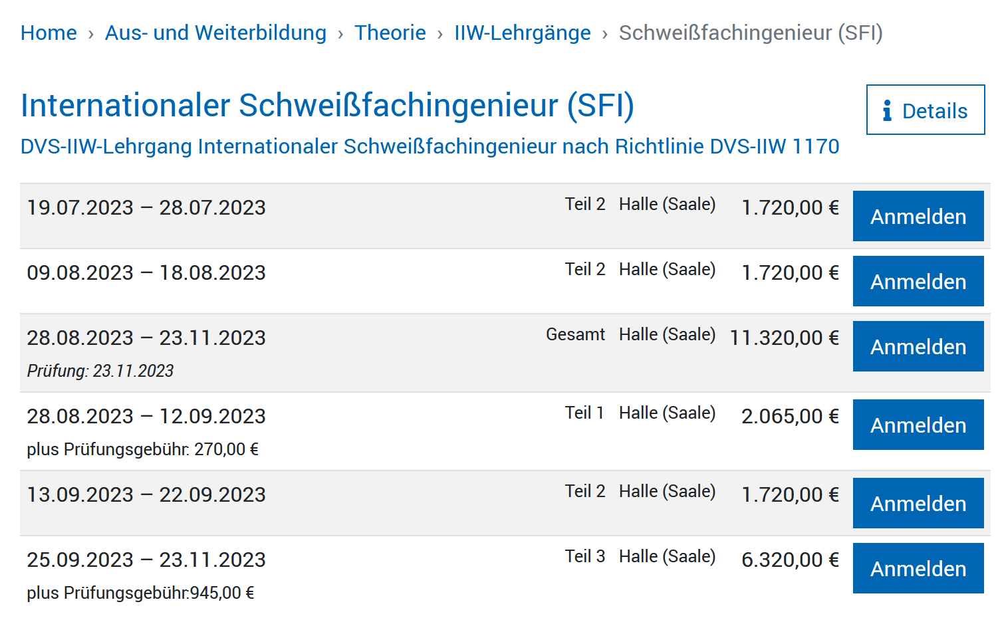 Home › Aus- und Weiterbildung › Theorie › IIW-Lehrgänge › Schweißfachingenieur (SFI)
Internationaler Schweißfachingenieur (SFI)
Details
DVS-IIW-Lehrgang Internationaler Schweißfachingenieur nach Richtlinie DVS-IIW 1170
19.07.2023 – 28.07.2023 Teil 2 Halle (Saale) 1.720,00 € Anmelden
09.08.2023 – 18.08.2023 Teil 2 Halle (Saale) 1.720,00 € Anmelden
28.08.2023 – 23.11.2023 Gesamt Halle (Saale) 11.320,00 € Anmelden
Prüfung: 23.11.2023
28.08.2023 – 12.09.2023 Teil 1 Halle (Saale) 2.065,00 € Anmelden
plus Prüfungsgebühr: 270,00 €
13.09.2023 – 22.09.2023 Teil 2 Halle (Saale) 1.720,00 € Anmelden
25.09.2023 – 23.11.2023 Teil 3 Halle (Saale) 6.320,00 € Anmelden
plus Prüfungsgebühr:945,00 €